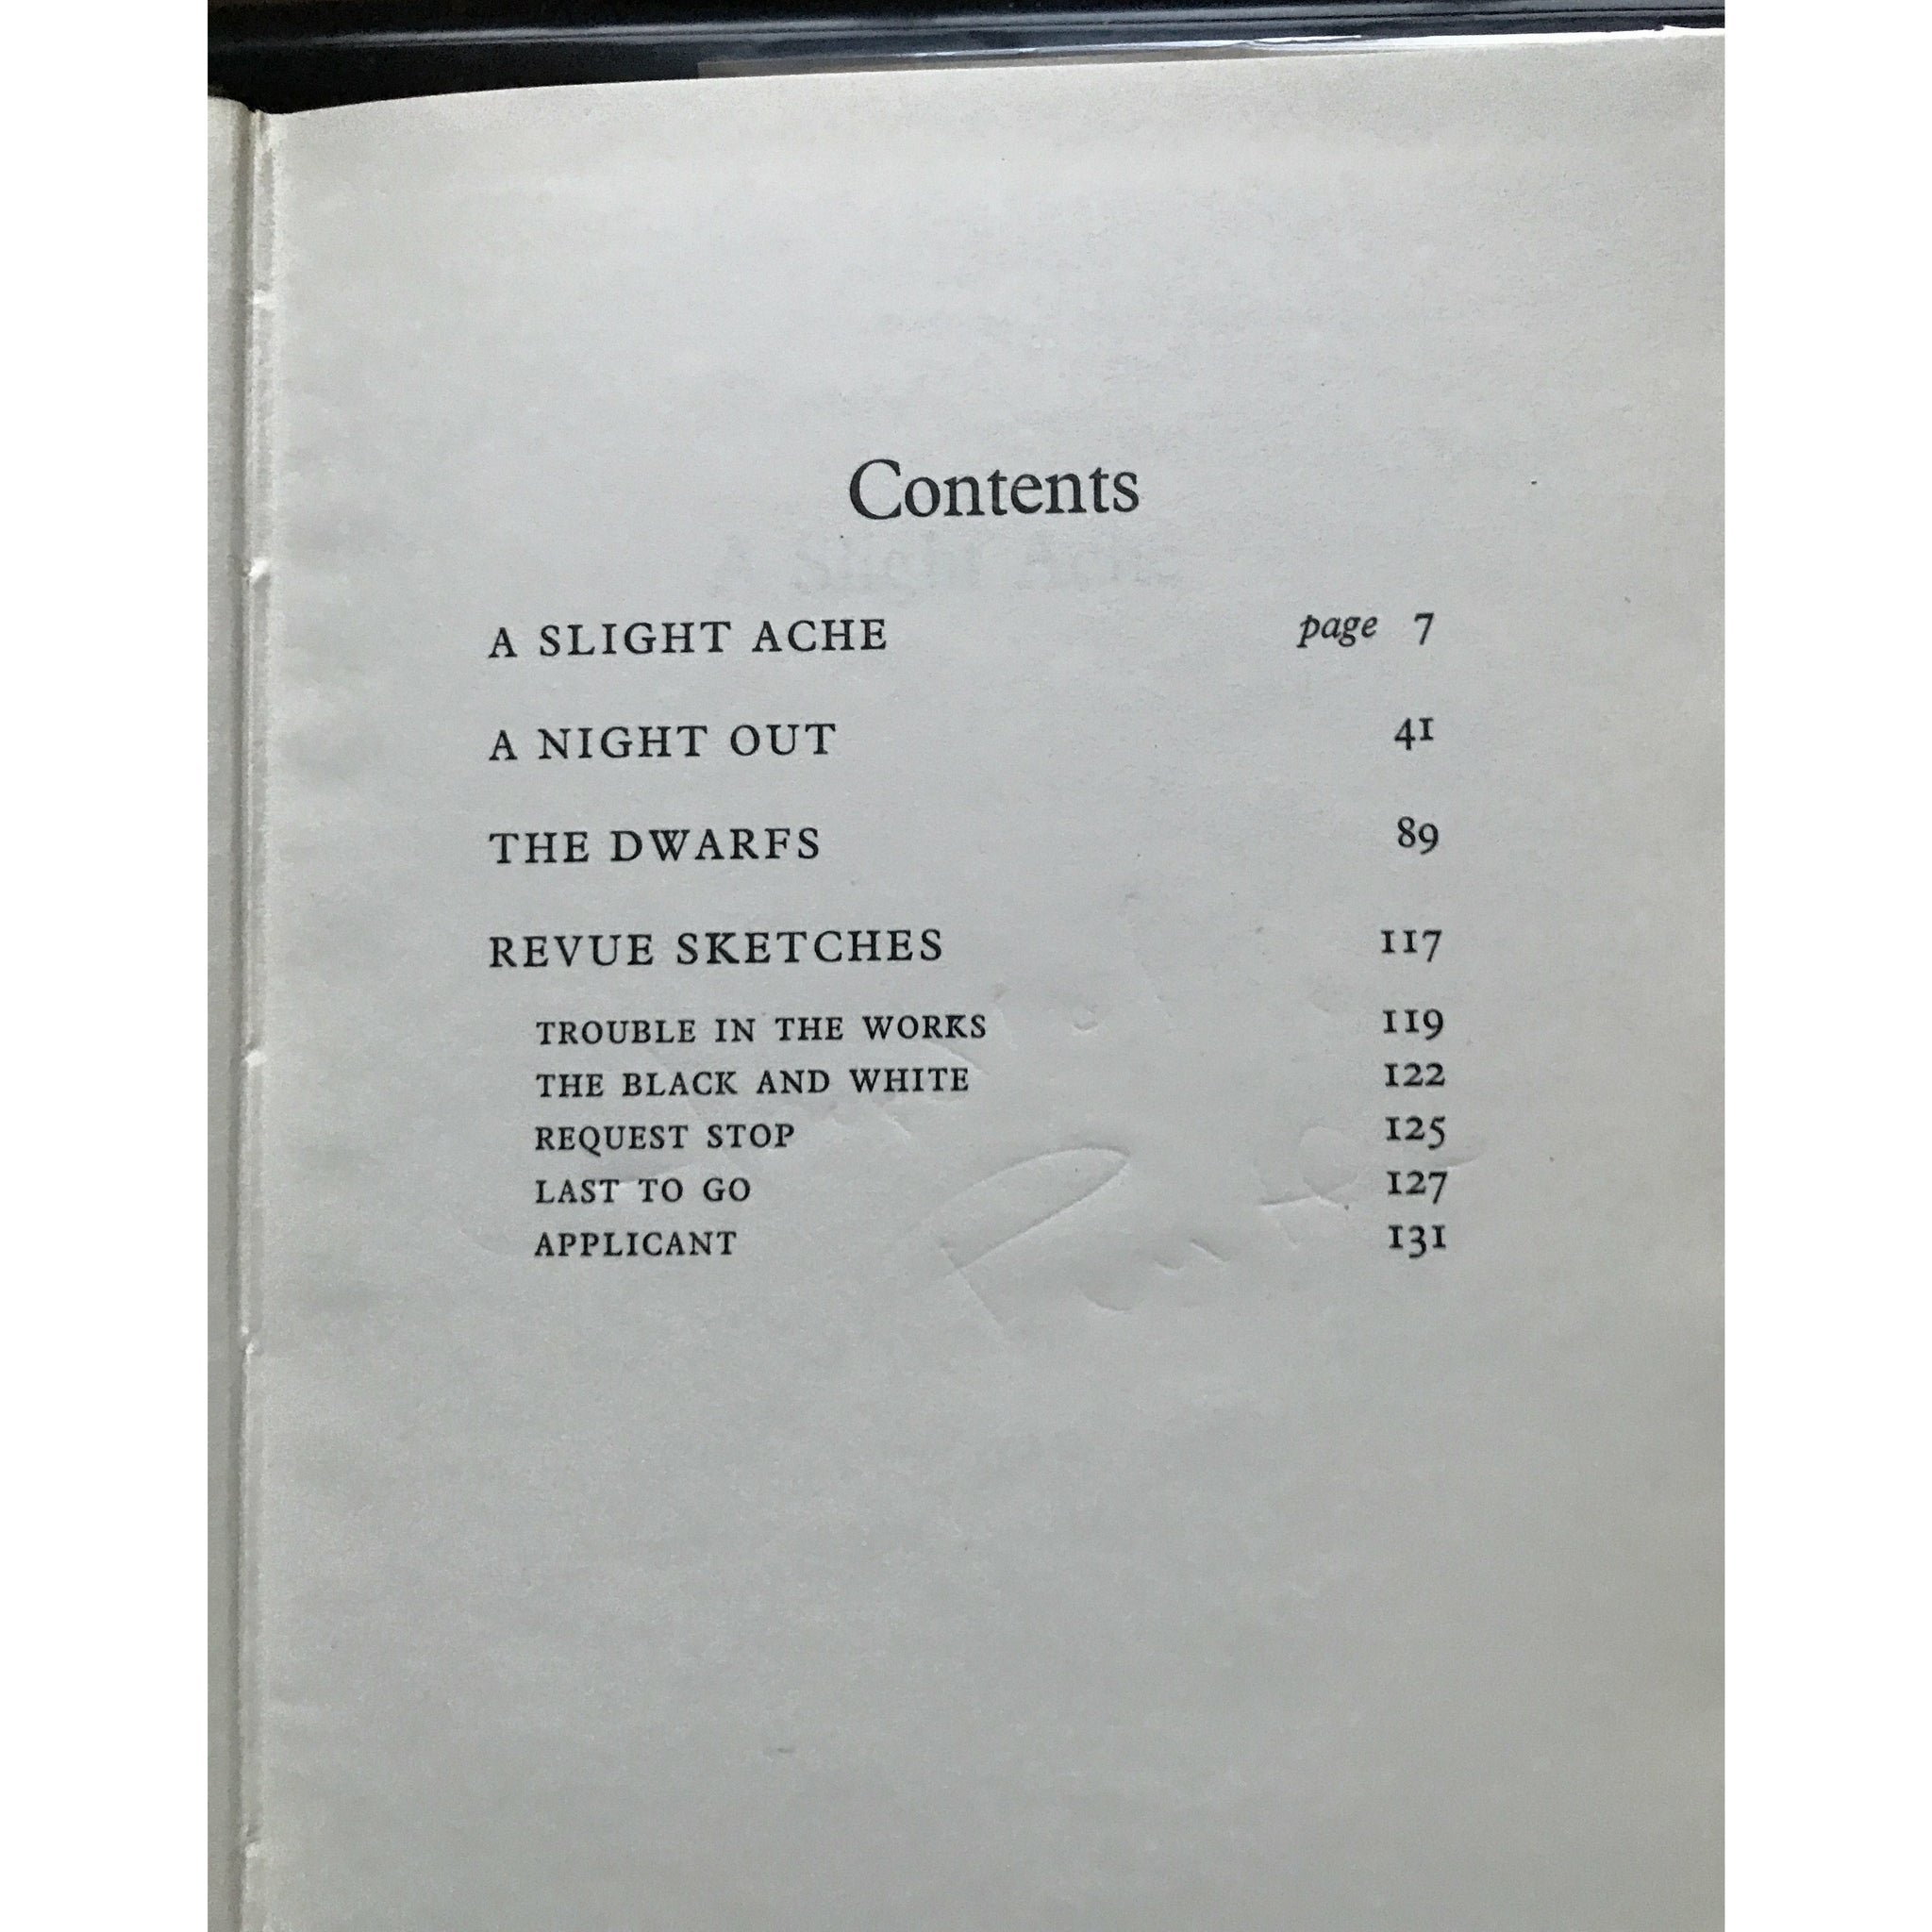 Contents
A SLIGHT ACHE page 7
A NIGHT OUT 41
THE DWARFS 89
REVUE SKETCHES 117
TROUBLE IN THE WORKS 119
THE BLACK AND WHITE 122
REQUEST STOP 125
LAST TO GO 127
APPLICANT 131